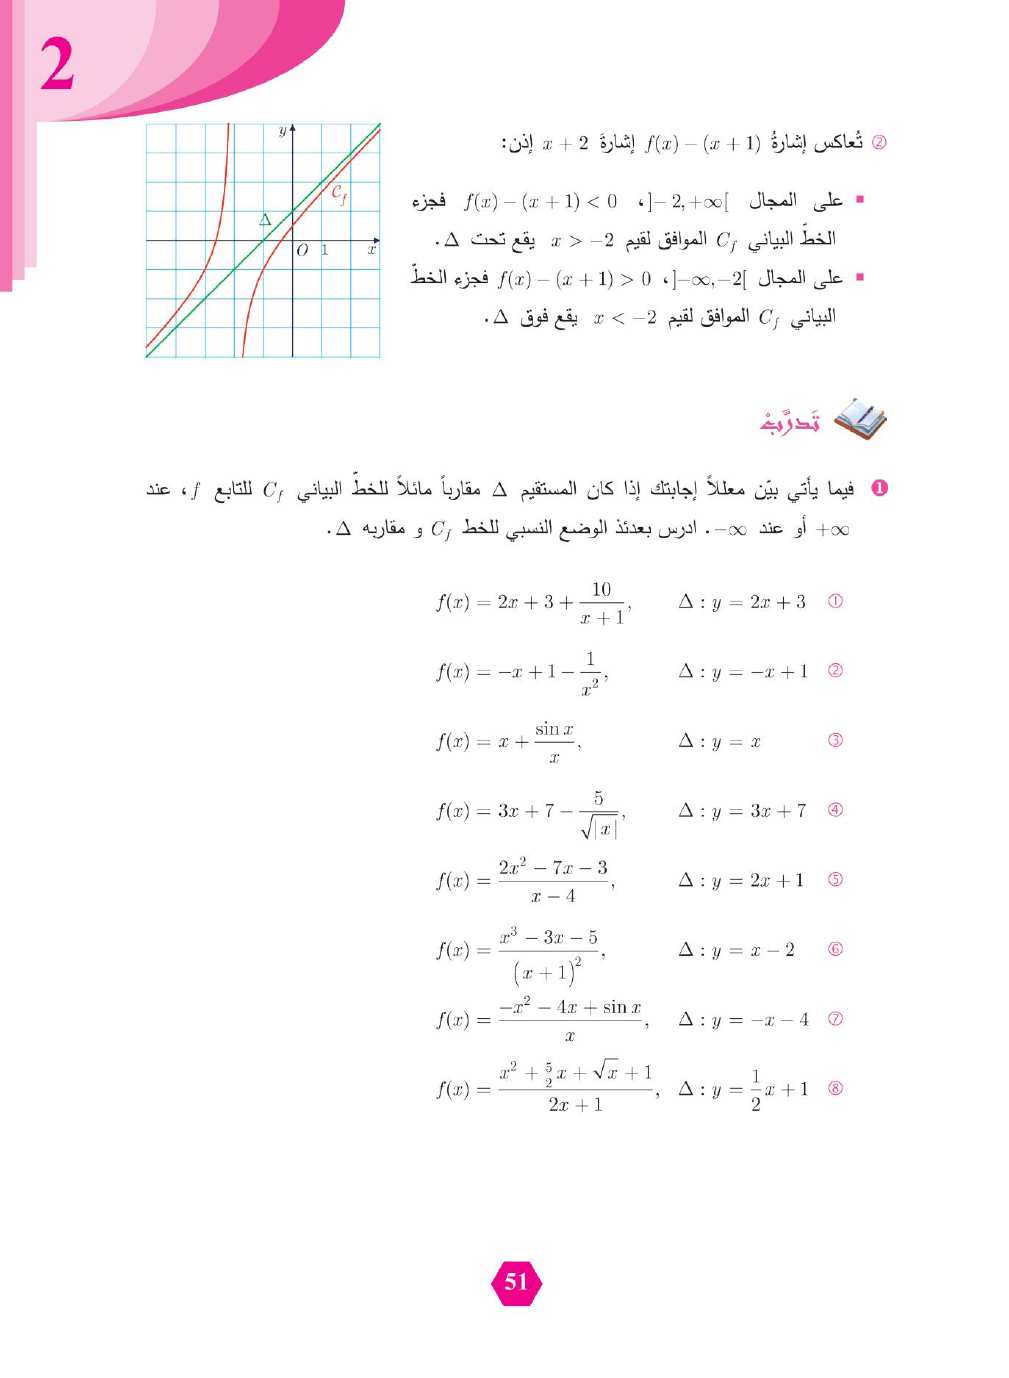 2
② تُعاكس إشارةُ f(x) − (x + 1) إشارةَ x + 2 إذن:
▪ على المجال ]−2,+∞[ ، f(x) − (x + 1) < 0 فجزء
الخطّ البياني C_f الموافق لقيم x > −2 يقع تحت Δ.
▪ على المجال ]−∞,−2[ ، f(x) − (x + 1) > 0 فجزء الخطّ
البياني C_f الموافق لقيم x < −2 يقع فوق Δ.
y
C_f
Δ
O 1 x
تَدرَّبْ
❶ فيما يأتي بيّن معللاً إجابتك إذا كان المستقيم Δ مقارباً مائلاً للخطّ البياني C_f للتابع f، عند
+∞ أو عند −∞. ادرس بعدئذ الوضع النسبي للخط C_f و مقاربه Δ.
① Δ : y = 2x + 3 f(x) = 2x + 3 + 10/(x + 1),
② Δ : y = −x + 1 f(x) = −x + 1 − 1/x²,
③ Δ : y = x f(x) = x + sin x/x,
④ Δ : y = 3x + 7 f(x) = 3x + 7 − 5/√|x|,
⑤ Δ : y = 2x + 1 f(x) = (2x² − 7x − 3)/(x − 4),
⑥ Δ : y = x − 2 f(x) = (x³ − 3x − 5)/(x + 1)²,
⑦ Δ : y = −x − 4 f(x) = (−x² − 4x + sin x)/x,
⑧ Δ : y = 1/2 x + 1 f(x) = (x² + 5/2 x + √x + 1)/(2x + 1),
51